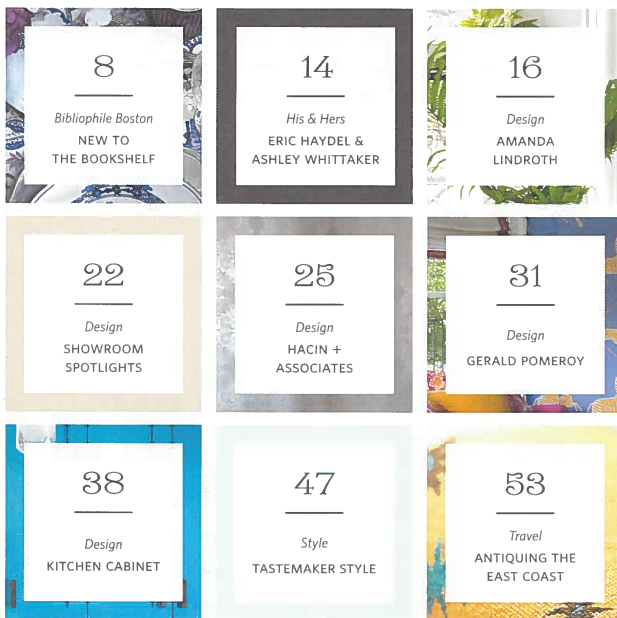 8
Bibliophile Boston
NEW TO
THE BOOKSHELF
14
His & Hers
ERIC HAYDEL &
ASHLEY WHITTAKER
16
Design
AMANDA
LINDROTH
22
Design
SHOWROOM
SPOTLIGHTS
25
Design
HACIN +
ASSOCIATES
31
Design
GERALD POMEROY
38
Design
KITCHEN CABINET
47
Style
TASTEMAKER STYLE
53
Travel
ANTIQUING THE
EAST COAST